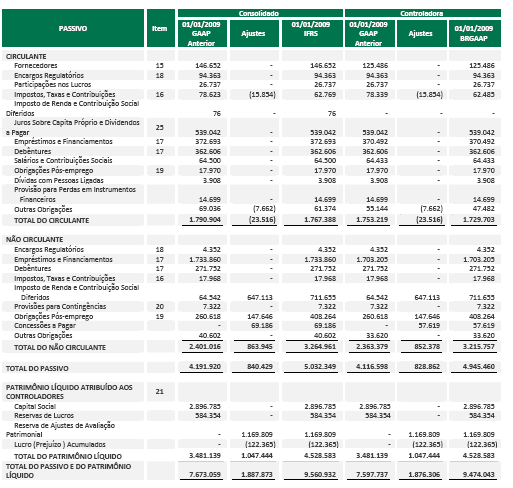 Consolidado Controladora
PASSIVO Item 01/01/2009 GAAP Anterior Ajustes 01/01/2009 IFRS 01/01/2009 GAAP Anterior Ajustes 01/01/2009 BRGAAP
CIRCULANTE
Fornecedores 15 146.652 - 146.652 125.486 - 125.486
Encargos Regulatórios 18 94.363 - 94.363 94.363 - 94.363
Participações nos Lucros 26.737 - 26.737 26.737 - 26.737
Impostos, Taxas e Contribuições 16 78.623 (15.854) 62.769 78.339 (15.854) 62.485
Imposto de Renda e Contribuição Social
Diferidos 76 - 76 - - -
Juros Sobre Capita Próprio e Dividendos
a Pagar 25 539.042 - 539.042 539.042 - 539.042
Empréstimos e Financiamentos 17 372.693 - 372.693 370.492 - 370.492
Debêntures 17 362.606 - 362.606 362.606 - 362.606
Salários e Contribuições Sociais 64.500 - 64.500 64.433 - 64.433
Obrigações Pós-emprego 19 17.970 - 17.970 17.970 - 17.970
Dívidas com Pessoas Ligadas 3.908 - 3.908 3.908 - 3.908
Provisão para Perdas em Instrumentos
Financeiros 14.699 - 14.699 14.699 - 14.699
Outras Obrigações 69.036 (7.662) 61.374 55.144 (7.662) 47.482
TOTAL DO CIRCULANTE 1.790.904 (23.516) 1.767.388 1.753.219 (23.516) 1.729.703
NÃO CIRCULANTE
Encargos Regulatórios 18 4.352 - 4.352 4.352 - 4.352
Empréstimos e Financiamentos 17 1.733.860 - 1.733.860 1.703.205 - 1.703.205
Debêntures 17 271.752 - 271.752 271.752 - 271.752
Impostos, Taxas e Contribuições 16 17.968 - 17.968 17.968 - 17.968
Imposto de Renda e Contribuição Social
Diferidos 64.542 647.113 711.655 64.542 647.113 711.655
Provisões para Contingências 20 7.322 - 7.322 7.322 - 7.322
Obrigações Pós-emprego 19 260.618 147.646 408.264 260.618 147.646 408.264
Concessões a Pagar - 69.186 69.186 - 57.619 57.619
Outras Obrigações 40.602 - 40.602 33.620 - 33.620
TOTAL DO NÃO CIRCULANTE 2.401.016 863.945 3.264.961 2.363.379 852.378 3.215.757
TOTAL DO PASSIVO 4.191.920 840.429 5.032.349 4.116.598 828.862 4.945.460
PATRIMÔNIO LÍQUIDO ATRIBUÍDO AOS
CONTROLADORES 21
Capital Social 2.896.785 - 2.896.785 2.896.785 - 2.896.785
Reservas de Lucros 584.354 - 584.354 584.354 - 584.354
Reserva de Ajustes de Avaliação
Patrimonial - 1.169.809 1.169.809 - 1.169.809 1.169.809
Lucro (Prejuízo ) Acumulados - (122.365) (122.365) - (122.365) (122.365)
TOTAL DO PATRIMÔNIO LÍQUIDO 3.481.139 1.047.444 4.528.583 3.481.139 1.047.444 4.528.583
TOTAL DO PASSIVO E DO PATRIMÔNIO
LÍQUIDO 7.673.059 1.887.873 9.560.932 7.597.737 1.876.306 9.474.043